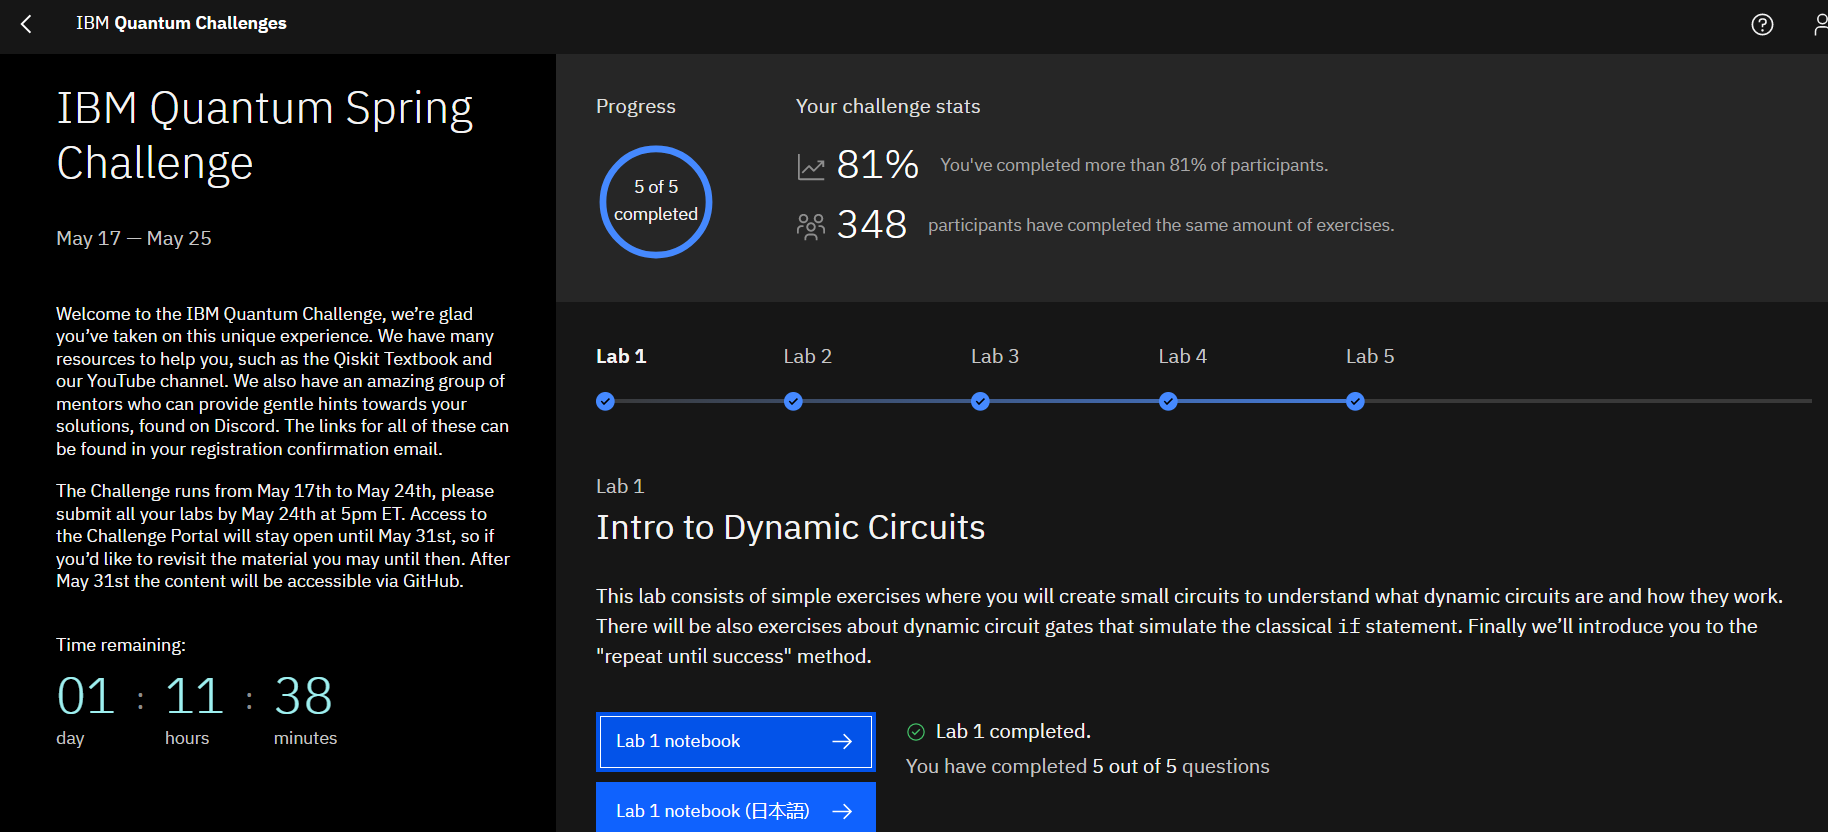 IBM Quantum Challenges
IBM Quantum Spring
Challenge
May 17 — May 25
Welcome to the IBM Quantum Challenge, we’re glad
you’ve taken on this unique experience. We have many
resources to help you, such as the Qiskit Textbook and
our YouTube channel. We also have an amazing group of
mentors who can provide gentle hints towards your
solutions, found on Discord. The links for all of these can
be found in your registration confirmation email.
The Challenge runs from May 17th to May 24th, please
submit all your labs by May 24th at 5pm ET. Access to
the Challenge Portal will stay open until May 31st, so if
you’d like to revisit the material you may until then. After
May 31st the content will be accessible via GitHub.
Time remaining:
01 : 11 : 38
day hours minutes
Progress
5 of 5
completed
Your challenge stats
81% You've completed more than 81% of participants.
348 participants have completed the same amount of exercises.
Lab 1 Lab 2 Lab 3 Lab 4 Lab 5
Lab 1
Intro to Dynamic Circuits
This lab consists of simple exercises where you will create small circuits to understand what dynamic circuits are and how they work.
There will be also exercises about dynamic circuit gates that simulate the classical if statement. Finally we’ll introduce you to the
"repeat until success" method.
Lab 1 notebook
Lab 1 completed.
You have completed 5 out of 5 questions
Lab 1 notebook (日本語)